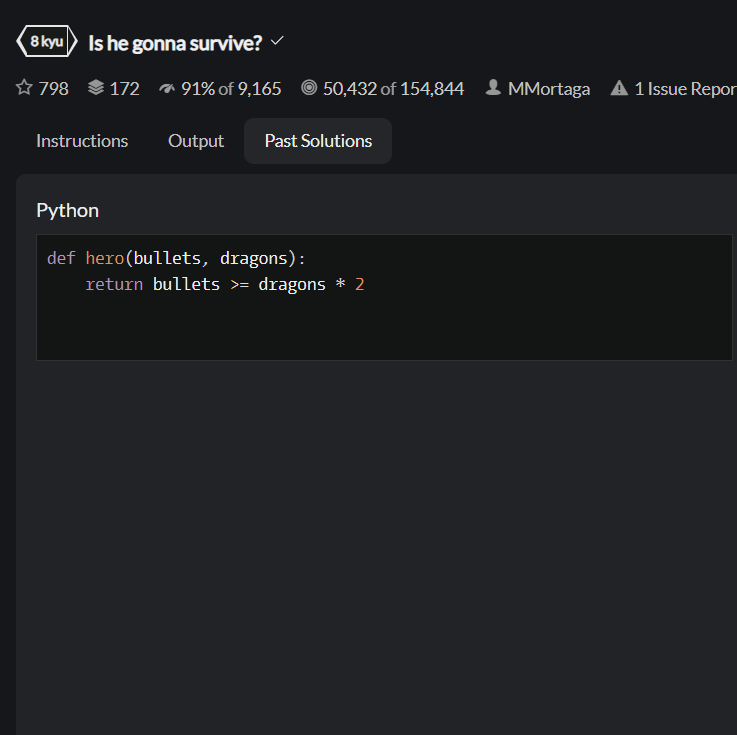 8 kyu Is he gonna survive?
798 172 91% of 9,165 50,432 of 154,844 MMortaga 1 Issue Repor
Instructions Output Past Solutions
Python
def hero(bullets, dragons):
    return bullets >= dragons * 2